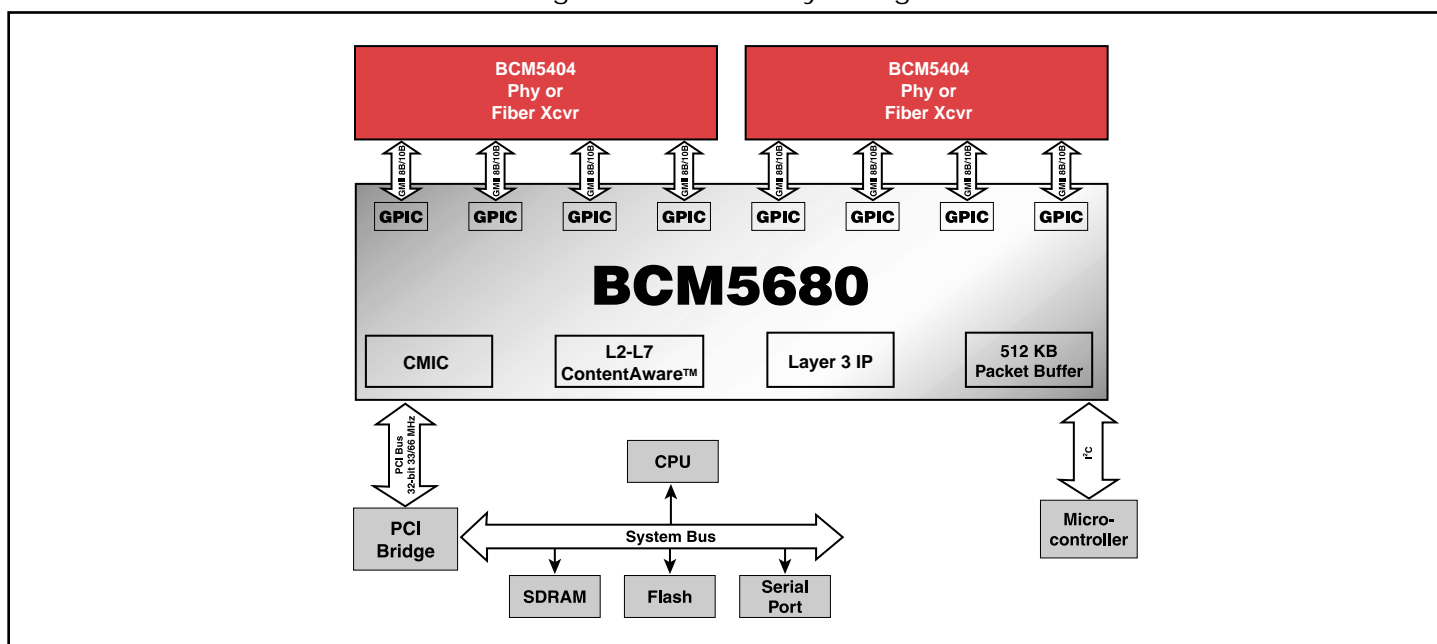 BCM5404
Phy or
Fiber Xcvr
BCM5404
Phy or
Fiber Xcvr
GMII 8B/10B
GMII 8B/10B
GMII 8B/10B
GMII 8B/10B
GMII 8B/10B
GMII 8B/10B
GMII 8B/10B
GMII 8B/10B
GPIC
GPIC
GPIC
GPIC
GPIC
GPIC
GPIC
GPIC
BCM5680
CMIC
L2-L7
ContentAware™
Layer 3 IP
512 KB
Packet Buffer
PCI Bus
32-bit 33/66 MHz
I²C
CPU
PCI
Bridge
System Bus
Micro-
controller
SDRAM
Flash
Serial
Port